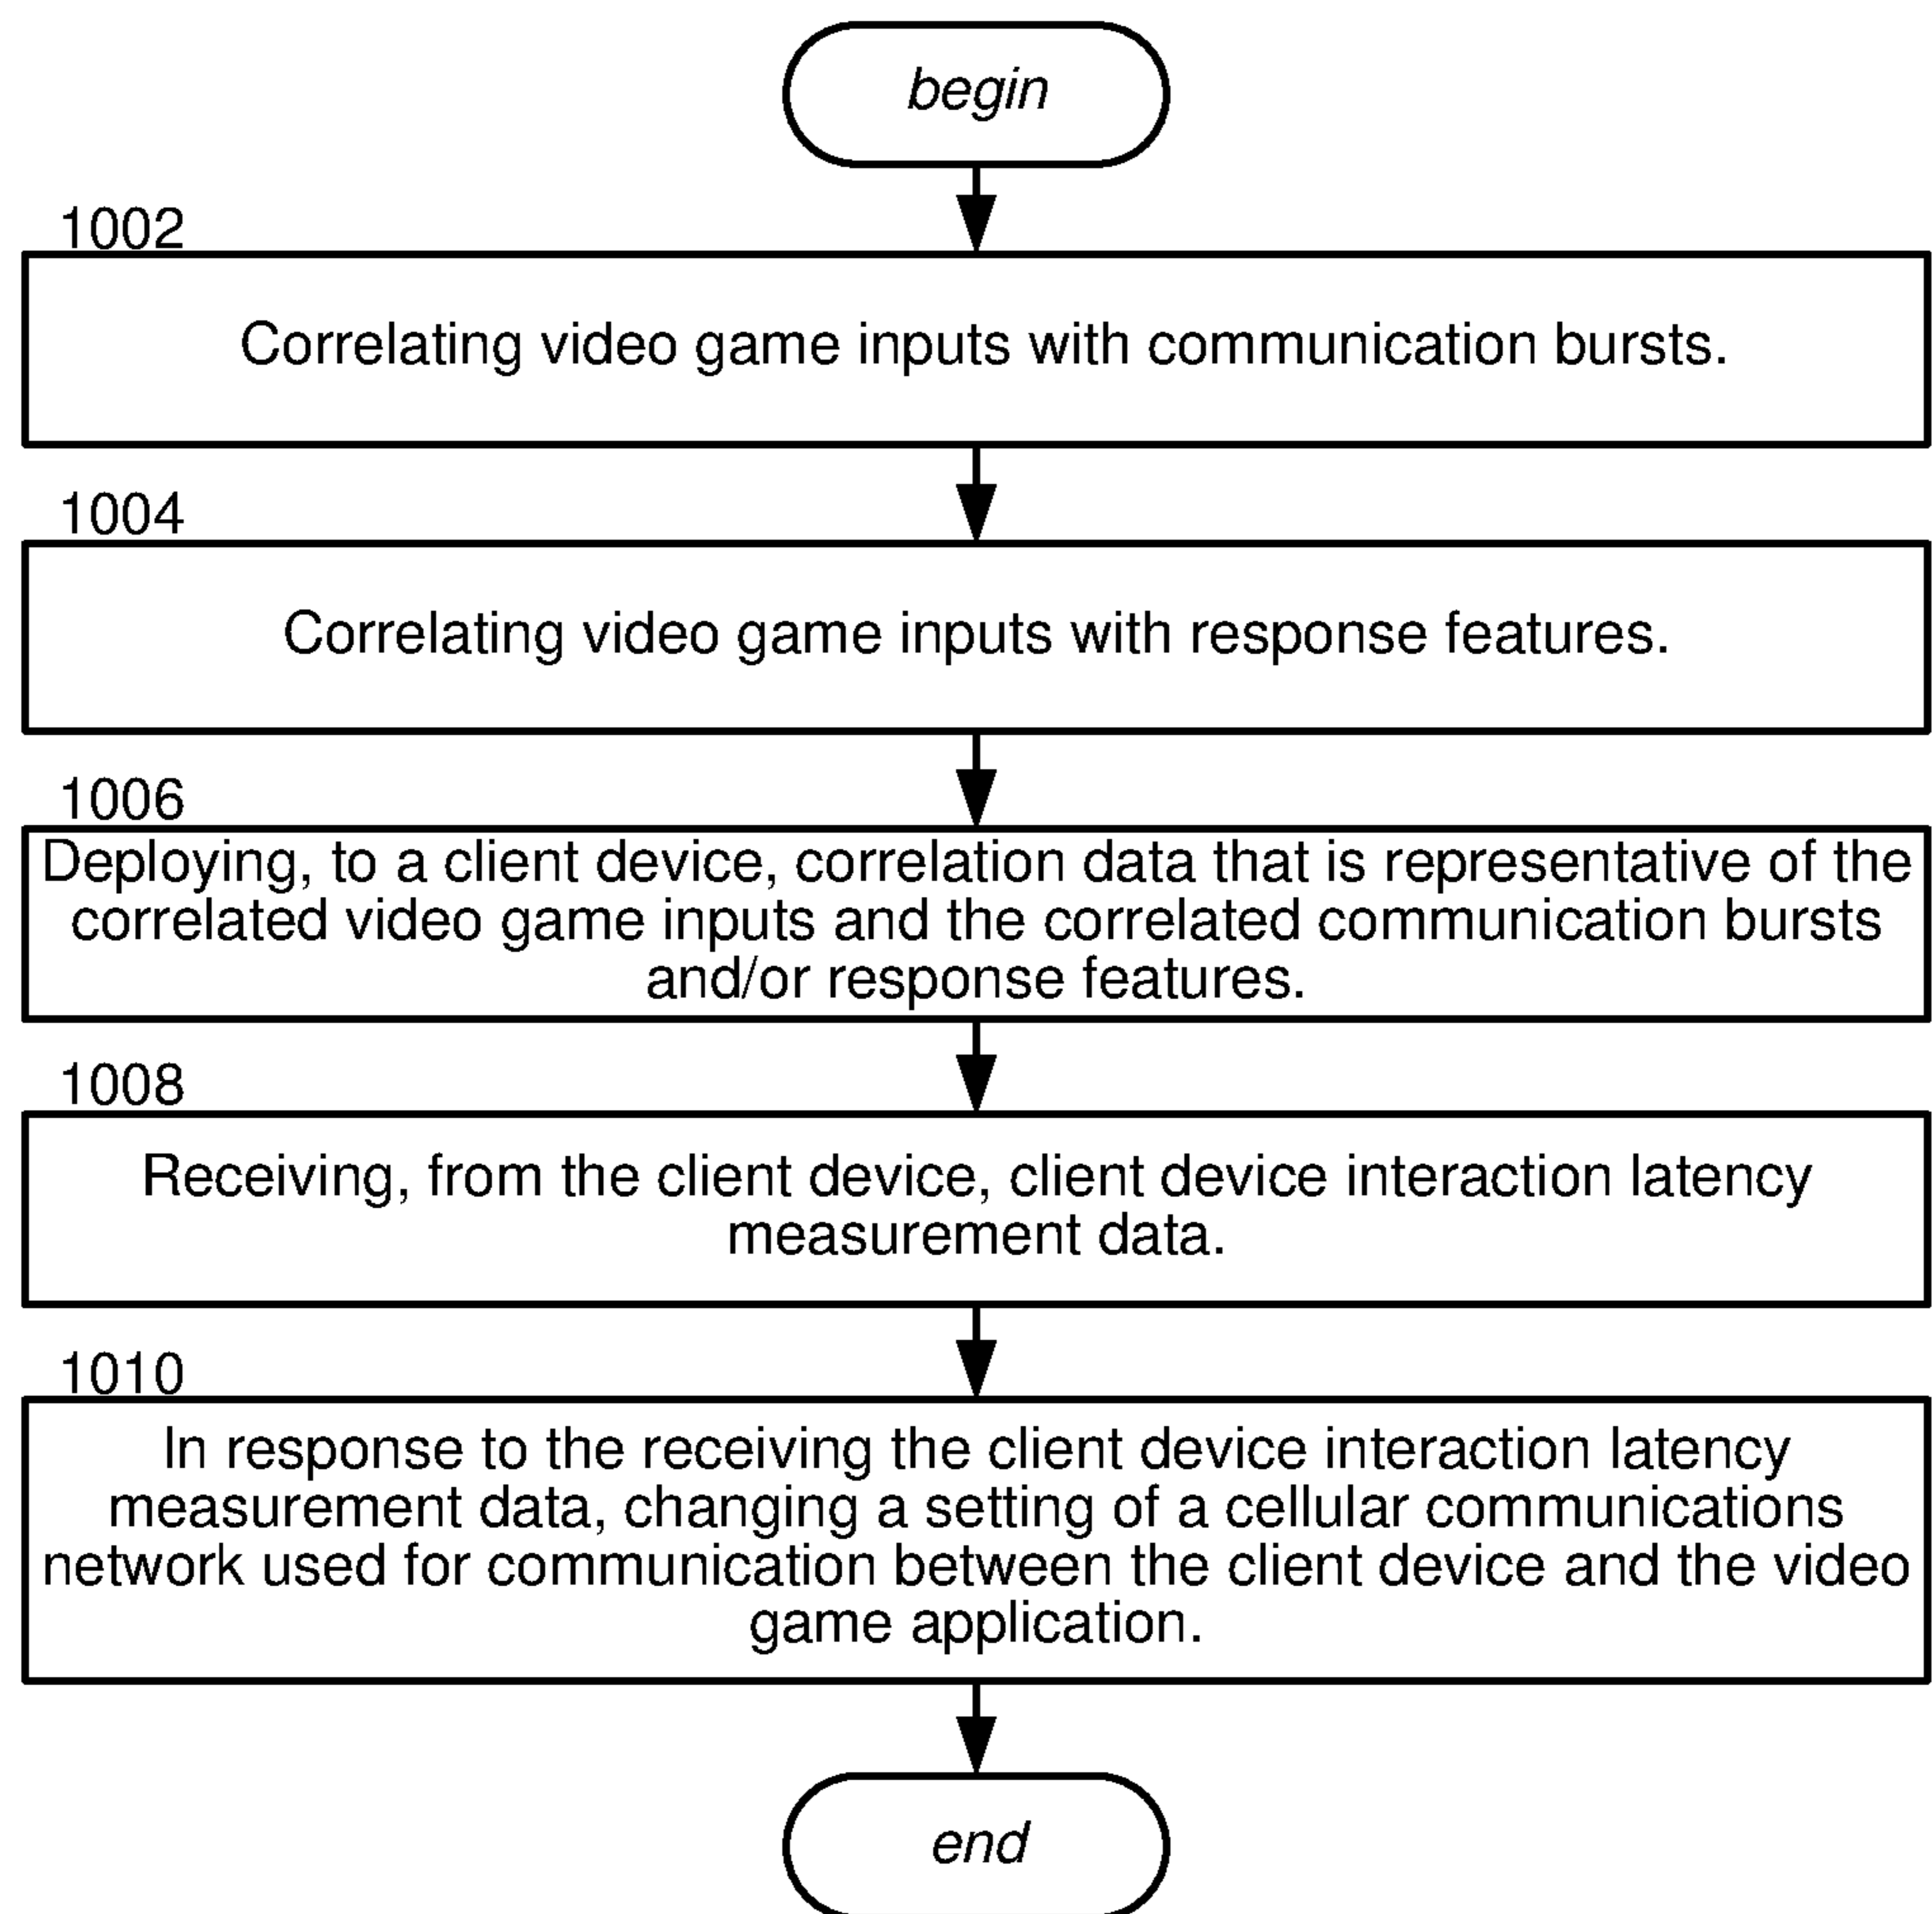 begin
1002
Correlating video game inputs with communication bursts.
1004
Correlating video game inputs with response features.
1006
Deploying, to a client device, correlation data that is representative of the
correlated video game inputs and the correlated communication bursts
and/or response features.
1008
Receiving, from the client device, client device interaction latency
measurement data.
1010
In response to the receiving the client device interaction latency
measurement data, changing a setting of a cellular communications
network used for communication between the client device and the video
game application.
end